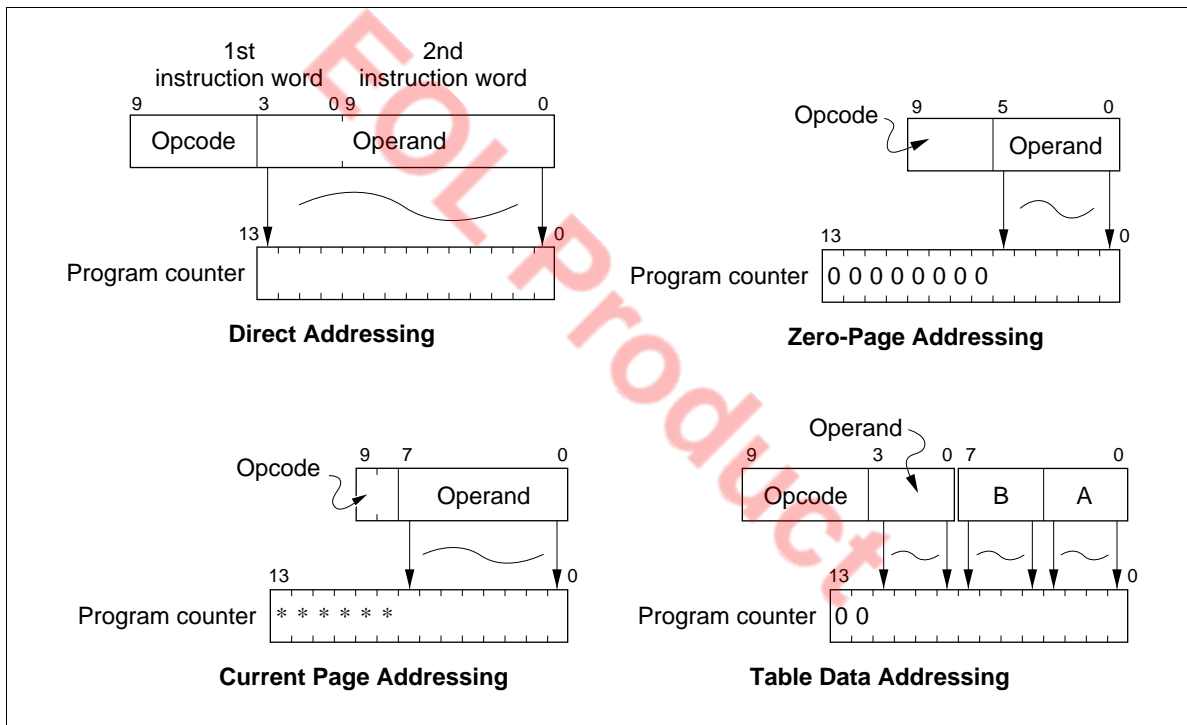 1st
instruction word
2nd
instruction word
9 3 0 9 0
Opcode Operand
13 0
Program counter
Direct Addressing
9 5 0
Opcode
Operand
13 0
Program counter 0 0 0 0 0 0 0 0
Zero-Page Addressing
9 7 0
Opcode
Operand
13 0
Program counter * * * * * *
Current Page Addressing
Operand
9 3 0 7 0
Opcode B A
13 0
Program counter 0 0
Table Data Addressing
EOL Product